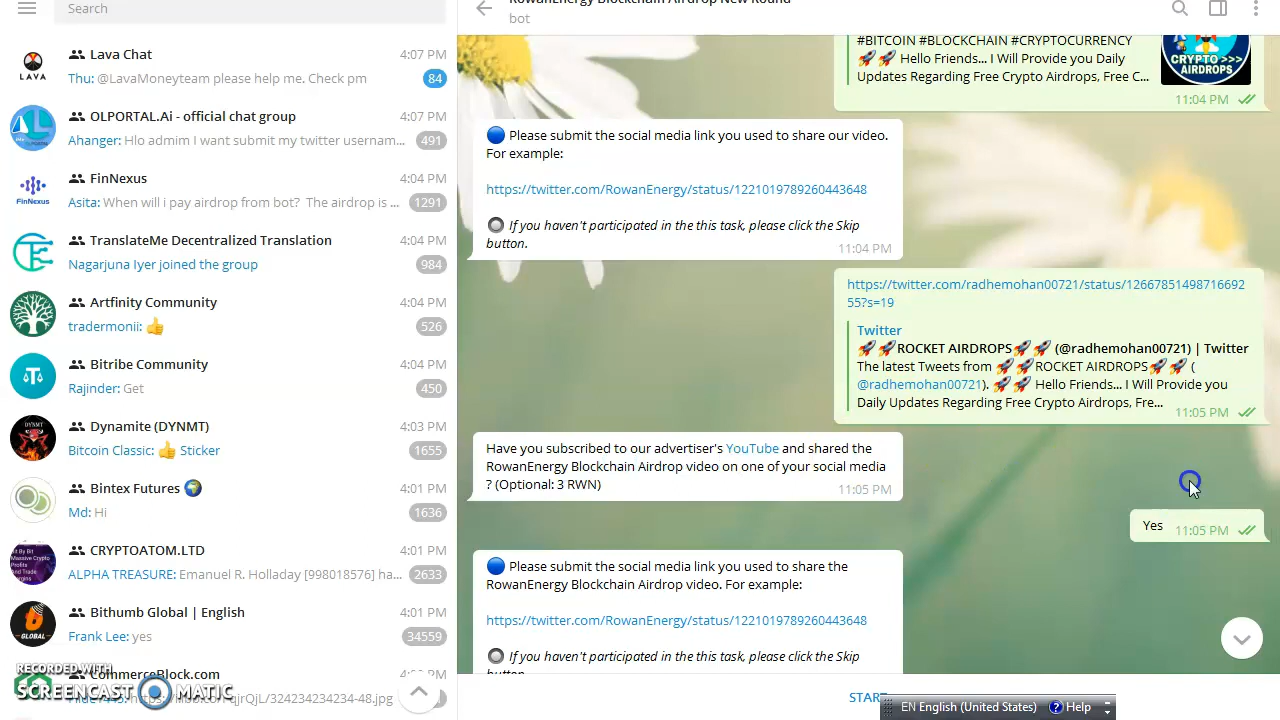 Search
Lava Chat
4:07 PM
Thu: @LavaMoneyteam please help me. Check pm
84
OLPORTAL.Ai - official chat group
4:07 PM
Ahanger: Hlo admim I want submit my twitter usernam...
491
FinNexus
4:04 PM
Asita: When will i pay airdrop from bot? The airdrop is ...
1291
TranslateMe Decentralized Translation
4:04 PM
Nagarjuna Iyer joined the group
984
Artfinity Community
4:04 PM
tradermonii: 👍
526
Bitribe Community
4:04 PM
Rajinder: Get
450
Dynamite (DYNMT)
4:03 PM
Bitcoin Classic: 👍 Sticker
1655
Bintex Futures 🌍
4:01 PM
Md: Hi
1636
CRYPTOATOM.LTD
4:01 PM
ALPHA TREASURE: Emanuel R. Holladay [998018576] ha...
2633
Bithumb Global | English
4:01 PM
Frank Lee: yes
34559
CommerceBlock.com
RECORDED WITH
SCREENCAST MATIC
LAVA
FinNexus
DYNMT
GLOBAL
RowanEnergy Blockchain Airdrop New Round
bot
#BITCOIN #BLOCKCHAIN #CRYPTOCURRENCY
🚀🚀 Hello Friends... I Will Provide you Daily
Updates Regarding Free Crypto Airdrops, Free C...
CRYPTO >>>
AIRDROPS
11:04 PM
🔵 Please submit the social media link you used to share our video.
For example:
https://twitter.com/RowanEnergy/status/1221019789260443648
🔘 If you haven't participated in the this task, please click the Skip
button.
11:04 PM
https://twitter.com/radhemohan00721/status/12667851498716692
55?s=19
Twitter
🚀🚀ROCKET AIRDROPS🚀🚀 (@radhemohan00721) | Twitter
The latest Tweets from 🚀🚀ROCKET AIRDROPS🚀🚀 (
@radhemohan00721). 🚀🚀 Hello Friends... I Will Provide you
Daily Updates Regarding Free Crypto Airdrops, Fre...
11:05 PM
Have you subscribed to our advertiser's YouTube and shared the
RowanEnergy Blockchain Airdrop video on one of your social media
? (Optional: 3 RWN)
11:05 PM
Yes
11:05 PM
🔵 Please submit the social media link you used to share the
RowanEnergy Blockchain Airdrop video. For example:
https://twitter.com/RowanEnergy/status/1221019789260443648
🔘 If you haven't participated in the this task, please click the Skip
button.
START
EN English (United States)
Help